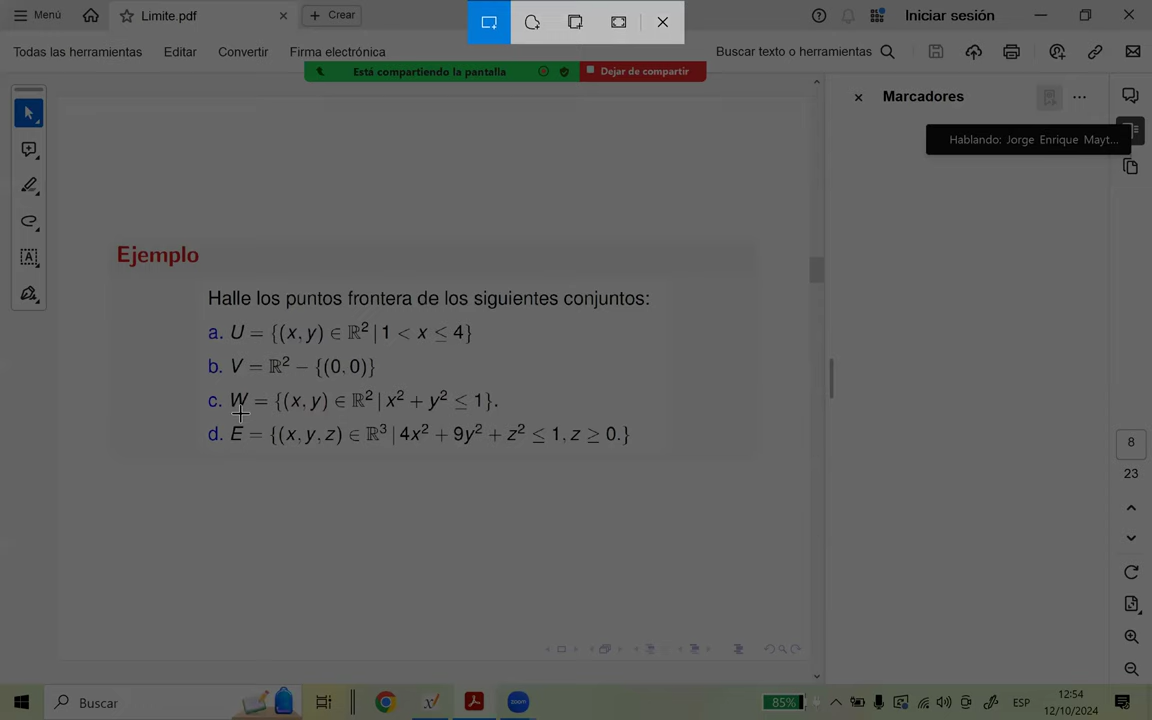 Menú
Limite.pdf
Crear
Iniciar sesión
Todas las herramientas
Editar
Convertir
Firma electrónica
Buscar texto o herramientas
Está compartiendo la pantalla
Dejar de compartir
Marcadores
Hablando: Jorge Enrique Mayt...
Ejemplo
Halle los puntos frontera de los siguientes conjuntos:
a. U = {(x, y) ∈ ℝ² | 1 < x ≤ 4}
b. V = ℝ² − {(0, 0)}
c. W = {(x, y) ∈ ℝ² | x² + y² ≤ 1}.
d. E = {(x, y, z) ∈ ℝ³ | 4x² + 9y² + z² ≤ 1, z ≥ 0.}
8
23
Buscar
zoom
85%
ESP
12:54
12/10/2024